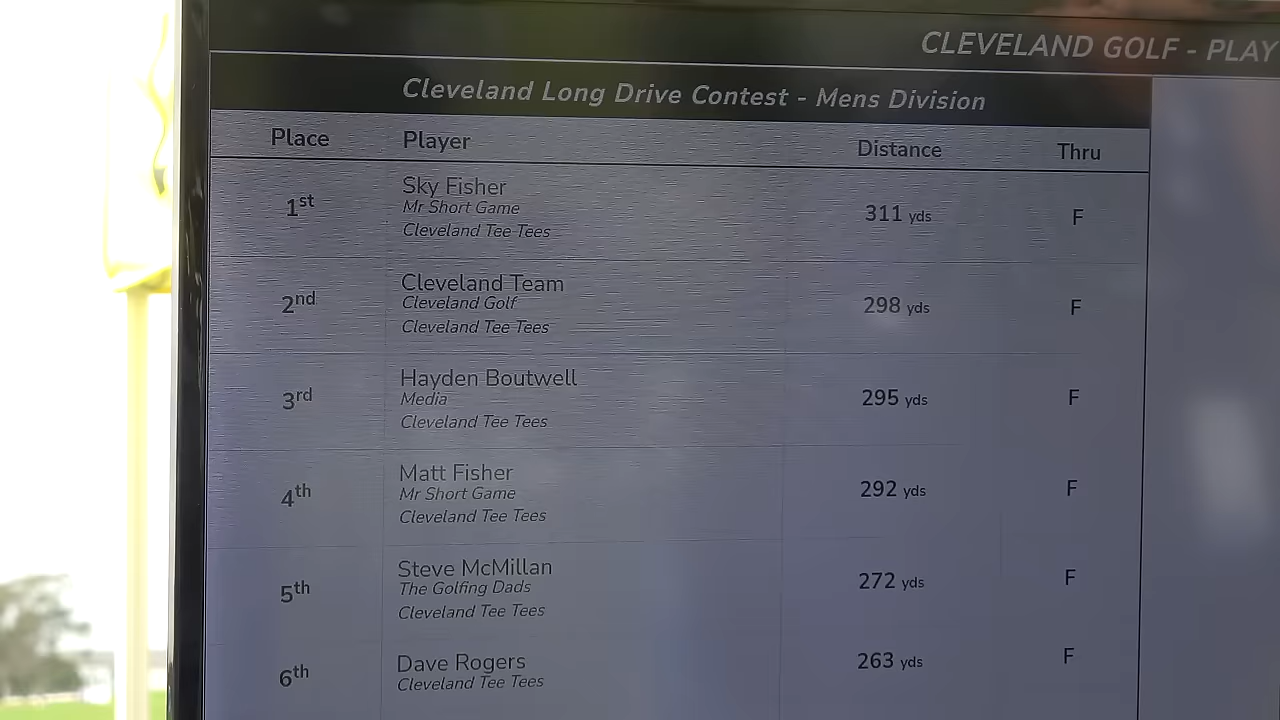 CLEVELAND GOLF - PLAY
Cleveland Long Drive Contest - Mens Division
Place Player Distance Thru
1st Sky Fisher 311 yds F
Mr Short Game
Cleveland Tee Tees
2nd Cleveland Team 298 yds F
Cleveland Golf
Cleveland Tee Tees
3rd Hayden Boutwell 295 yds F
Media
Cleveland Tee Tees
4th Matt Fisher 292 yds F
Mr Short Game
Cleveland Tee Tees
5th Steve McMillan 272 yds F
The Golfing Dads
Cleveland Tee Tees
6th Dave Rogers 263 yds F
Cleveland Tee Tees